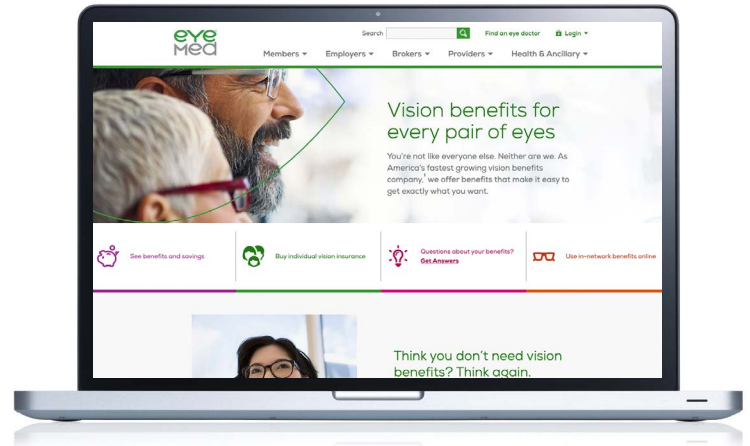 eye
med
Search
Find an eye doctor
Login
Members
Employers
Brokers
Providers
Health & Ancillary
Vision benefits for
every pair of eyes
You're not like everyone else. Neither are we. As
America's fastest growing vision benefits
company,¹ we offer benefits that make it easy to
get exactly what you want.
See benefits and savings
Buy individual vision insurance
Questions about your benefits?
Get Answers
Use in-network benefits online
Think you don't need vision
benefits? Think again.